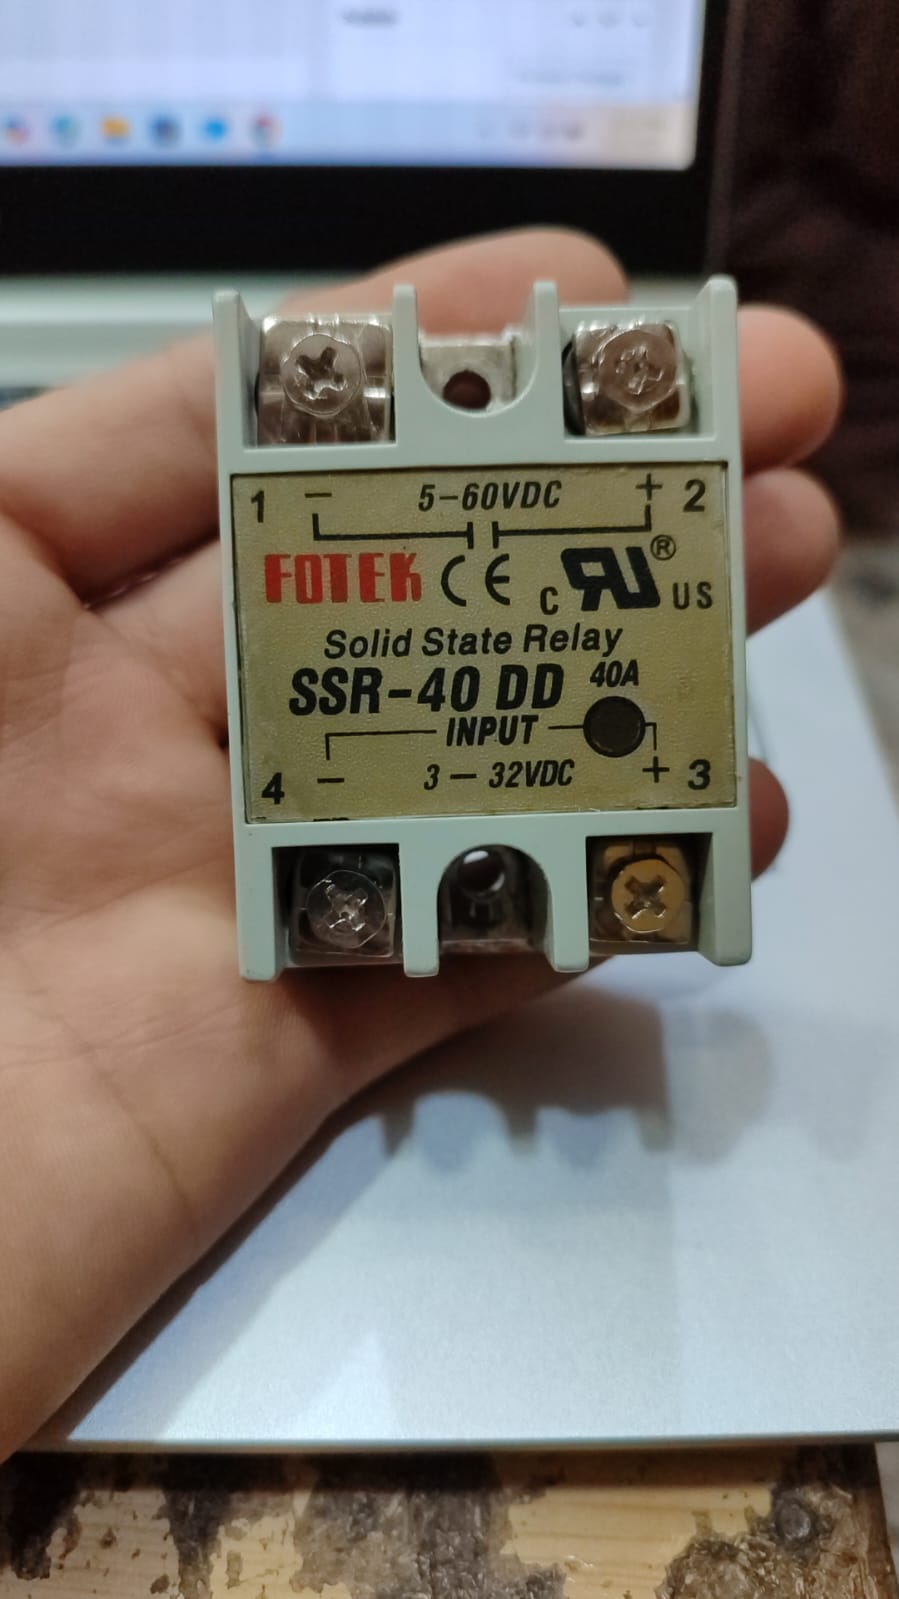 1 − 5-60VDC + 2
FOTEK CE c RU ® US
Solid State Relay
SSR-40 DD 40A
INPUT
4 − 3 − 32VDC + 3